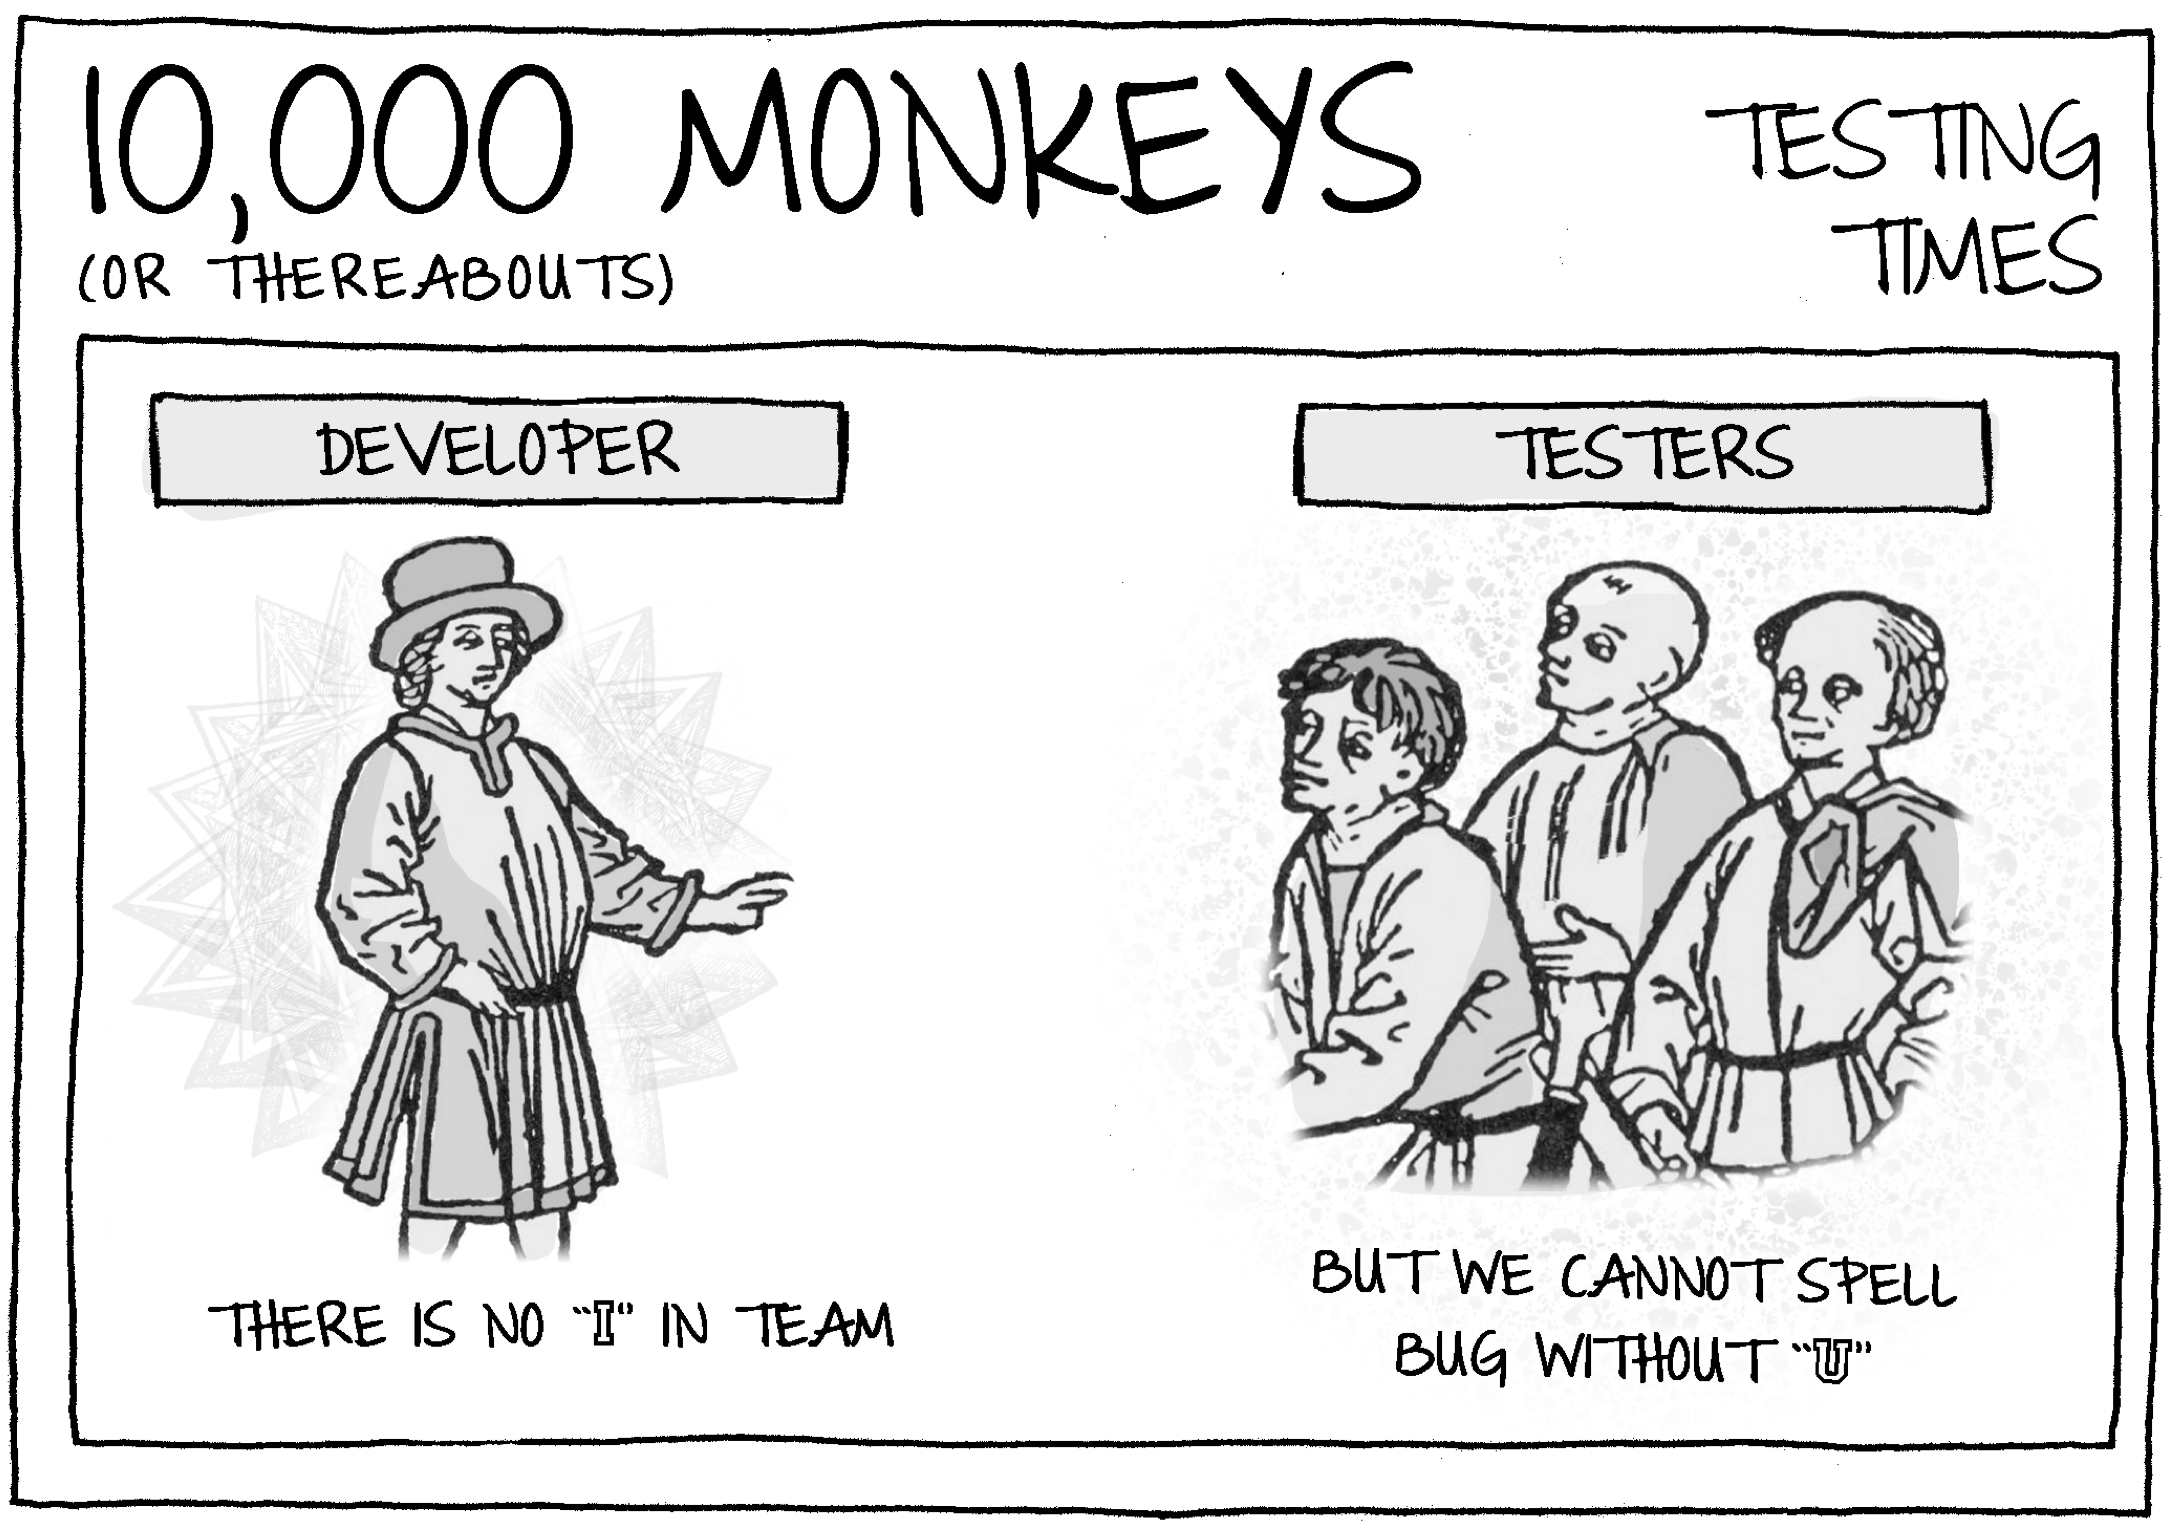 10,000 MONKEYS
(OR THEREABOUTS)
TESTING
TIMES
DEVELOPER
THERE IS NO "I" IN TEAM
TESTERS
BUT WE CANNOT SPELL
BUG WITHOUT "U"